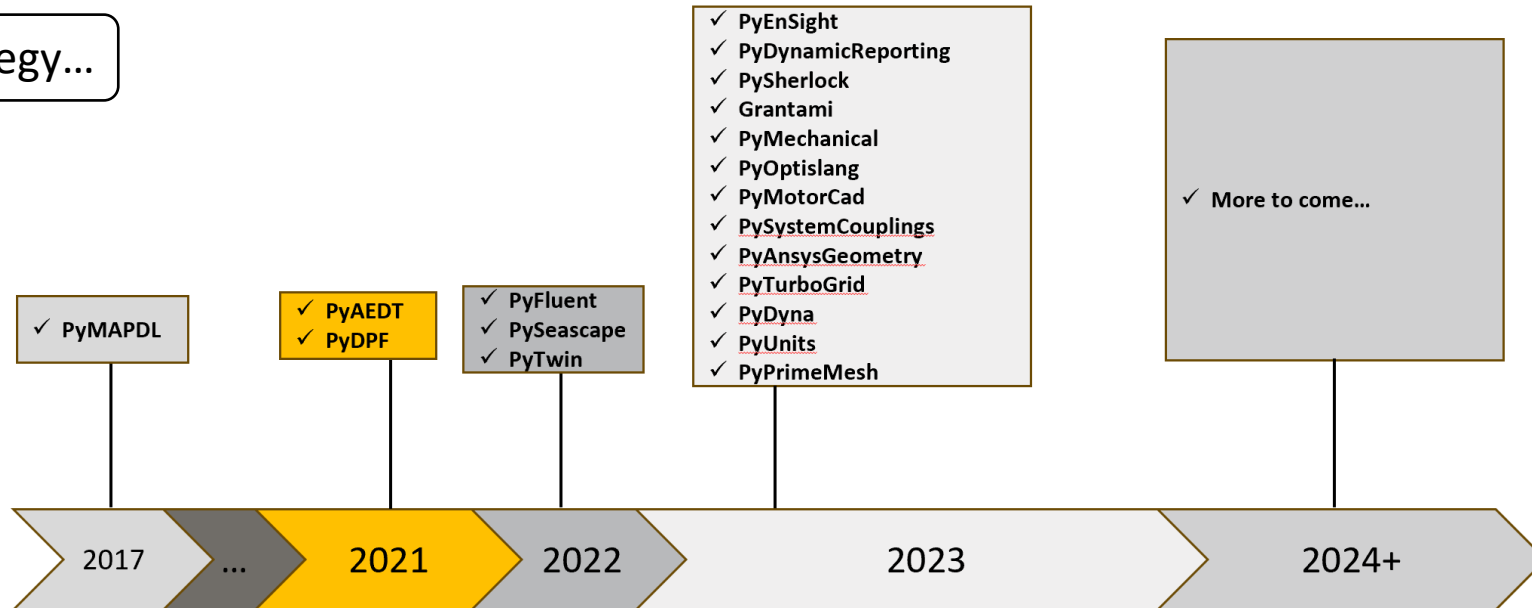 egy...
PyEnSight
PyDynamicReporting
PySherlock
Grantami
PyMechanical
PyOptislang
PyMotorCad
PySystemCouplings
PyAnsysGeometry
PyTurboGrid
PyDyna
PyUnits
PyPrimeMesh
More to come...
PyMAPDL
PyAEDT
PyDPF
PyFluent
PySeascape
PyTwin
2017
...
2021
2022
2023
2024+